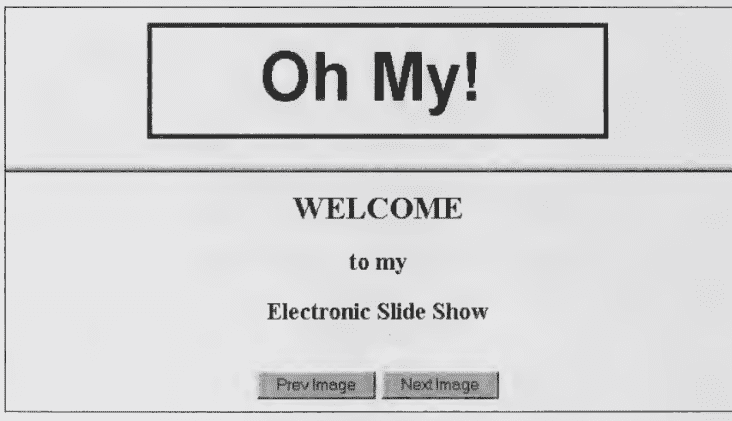 Oh My!
WELCOME
to my
Electronic Slide Show
Prev Image Next Image